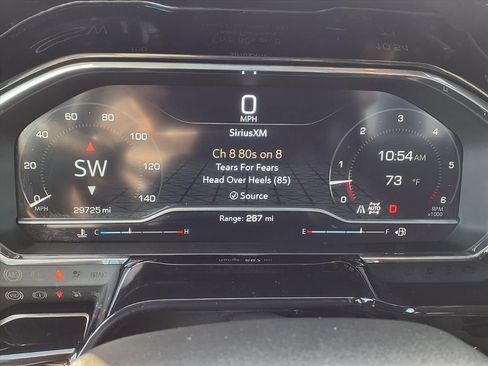 0
MPH
SiriusXM
Ch 8 80s on 8
Tears For Fears
Head Over Heels (85)
Source
Range: 267 mi
0 20 40 60 80 100 120 140
MPH
SW
29725 mi
C H
0 1 2 3 4 5 6
RPM
x1000
10:54 AM
73 °F
AUTO
E F
ABS